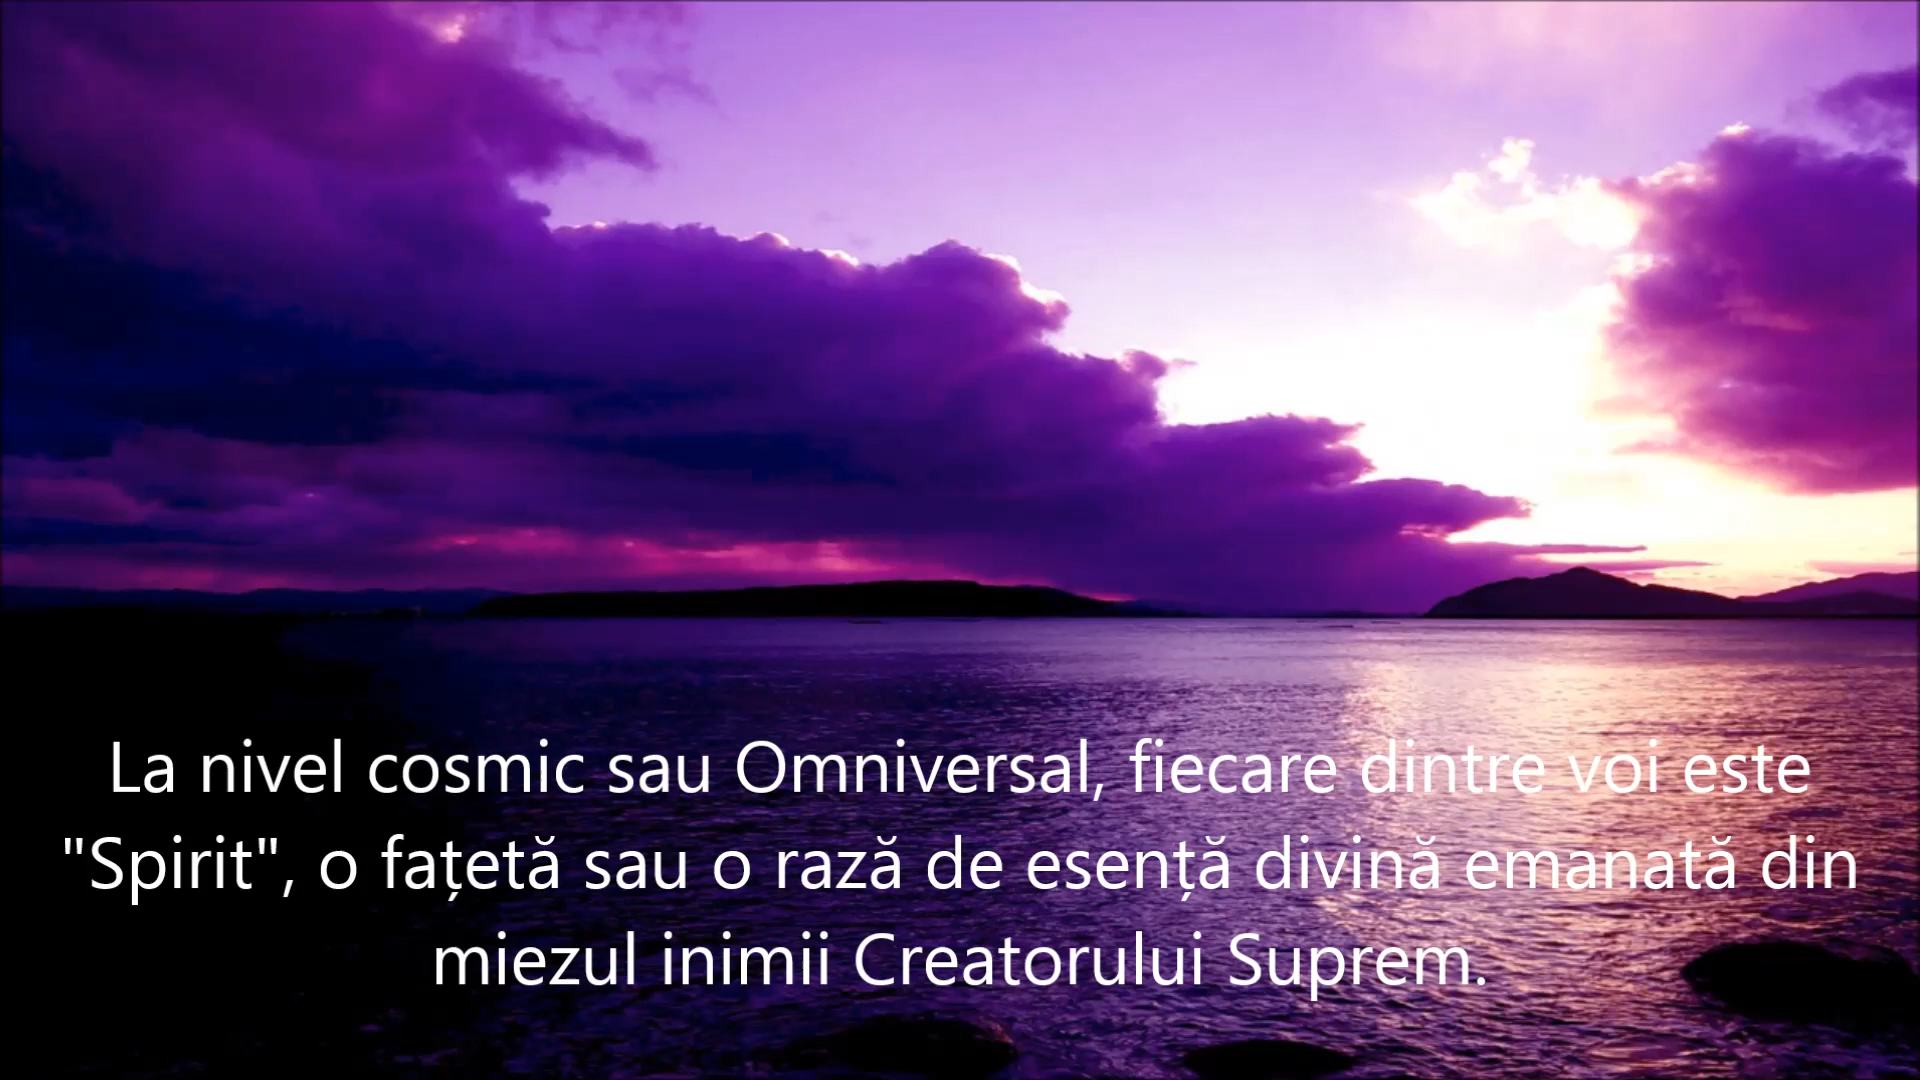 La nivel cosmic sau Omniversal, fiecare dintre voi este
"Spirit", o fațetă sau o rază de esență divină emanată din
miezul inimii Creatorului Suprem.